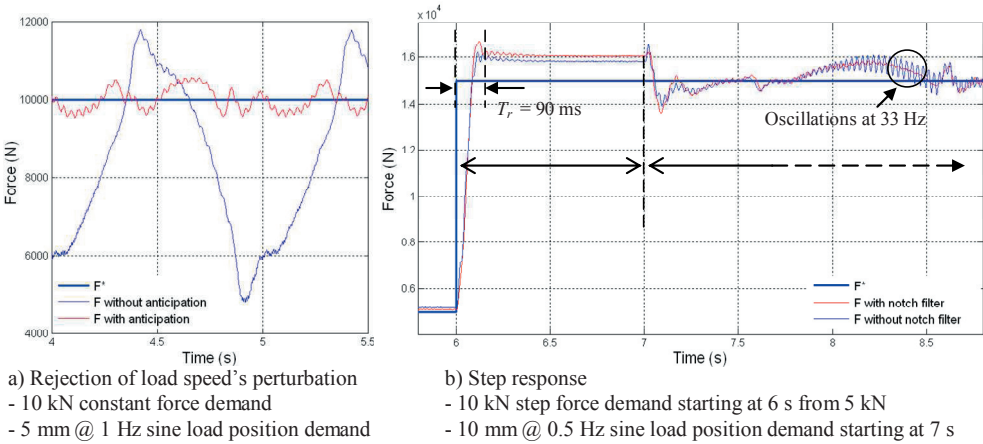 12000
10000
8000
6000
4000
Force (N)
4
4.5
5
5.5
Time (s)
F*
F without anticipation
F with anticipation
x 10⁴
1.6
1.4
1.2
1
0.8
0.6
Force (N)
T_r = 90 ms
Oscillations at 33 Hz
6
6.5
7
7.5
8
8.5
Time (s)
F*
F with notch filter
F without notch filter
a) Rejection of load speed's perturbation
- 10 kN constant force demand
- 5 mm @ 1 Hz sine load position demand
b) Step response
- 10 kN step force demand starting at 6 s from 5 kN
- 10 mm @ 0.5 Hz sine load position demand starting at 7 s